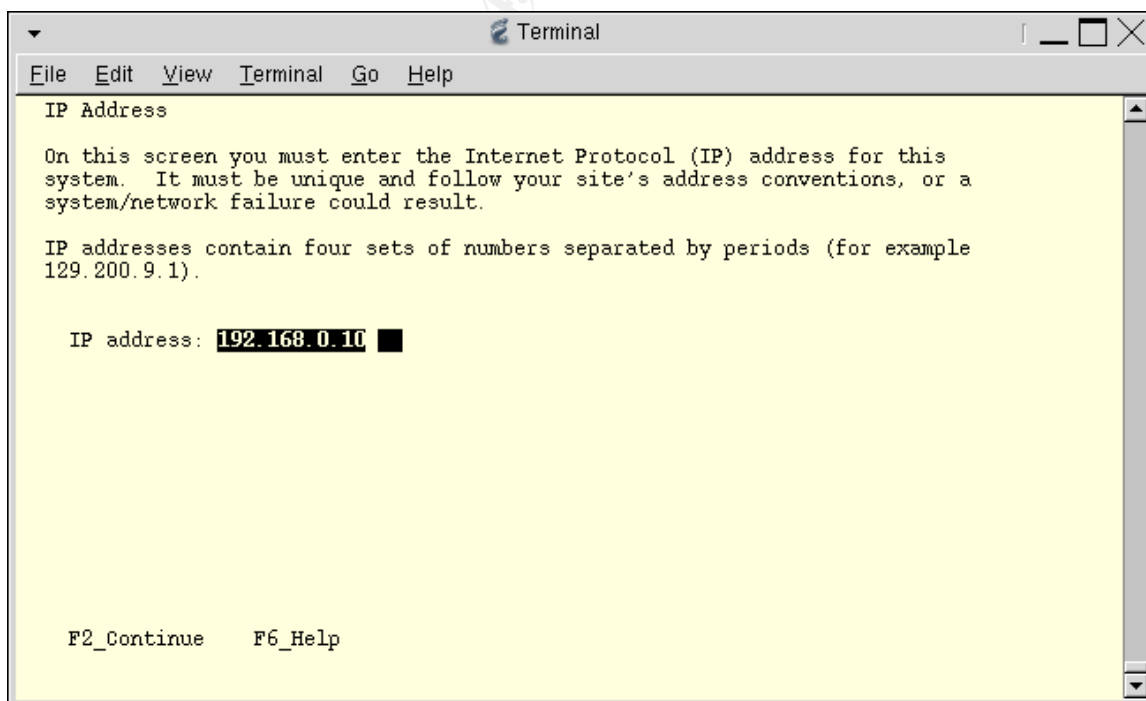 Terminal
File Edit View Terminal Go Help
IP Address
On this screen you must enter the Internet Protocol (IP) address for this
system.  It must be unique and follow your site's address conventions, or a
system/network failure could result.
IP addresses contain four sets of numbers separated by periods (for example
129.200.9.1).
IP address: 192.168.0.10
F2_Continue F6_Help